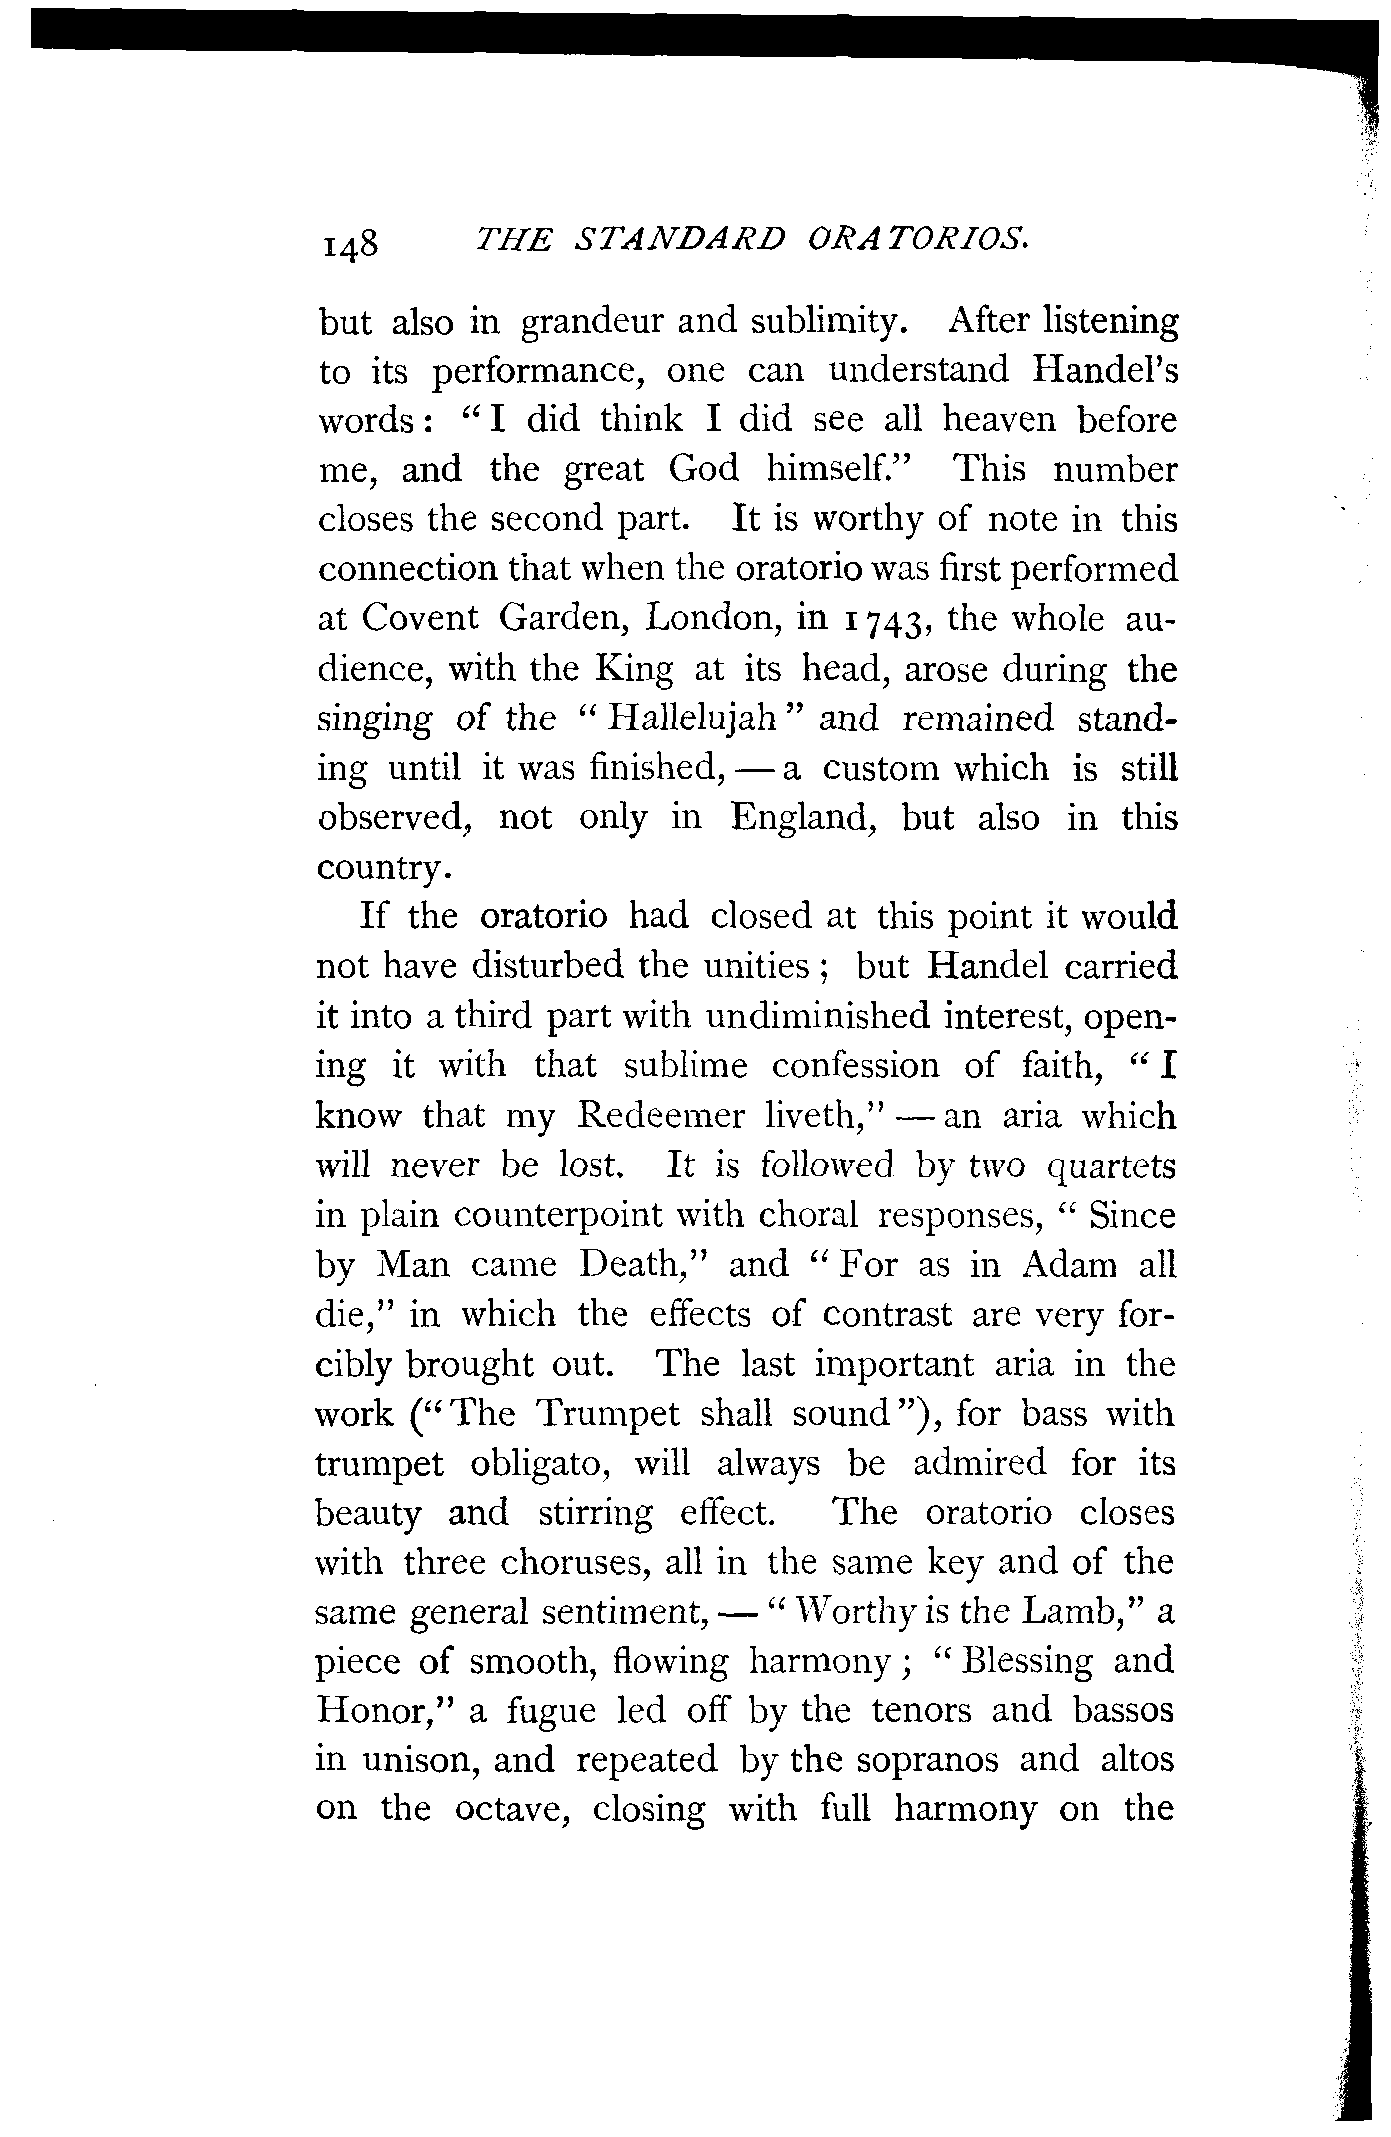 148 THE STANDARD ORATORIOS.
but also in grandeur and sublimity. After listening
to its performance, one can understand Handel's
words: "I did think I did see all heaven before
me, and the great God himself." This number
closes the second part. It is worthy of note in this
connection that when the oratorio was first performed
at Covent Garden, London, in 1743, the whole au-
dience, with the King at its head, arose during the
singing of the "Hallelujah" and remained stand-
ing until it was finished, — a custom which is still
observed, not only in England, but also in this
country.
If the oratorio had closed at this point it would
not have disturbed the unities; but Handel carried
it into a third part with undiminished interest, open-
ing it with that sublime confession of faith, "I
know that my Redeemer liveth," — an aria which
will never be lost. It is followed by two quartets
in plain counterpoint with choral responses, "Since
by Man came Death," and "For as in Adam all
die," in which the effects of contrast are very for-
cibly brought out. The last important aria in the
work ("The Trumpet shall sound"), for bass with
trumpet obligato, will always be admired for its
beauty and stirring effect. The oratorio closes
with three choruses, all in the same key and of the
same general sentiment, — "Worthy is the Lamb," a
piece of smooth, flowing harmony; "Blessing and
Honor," a fugue led off by the tenors and bassos
in unison, and repeated by the sopranos and altos
on the octave, closing with full harmony on the